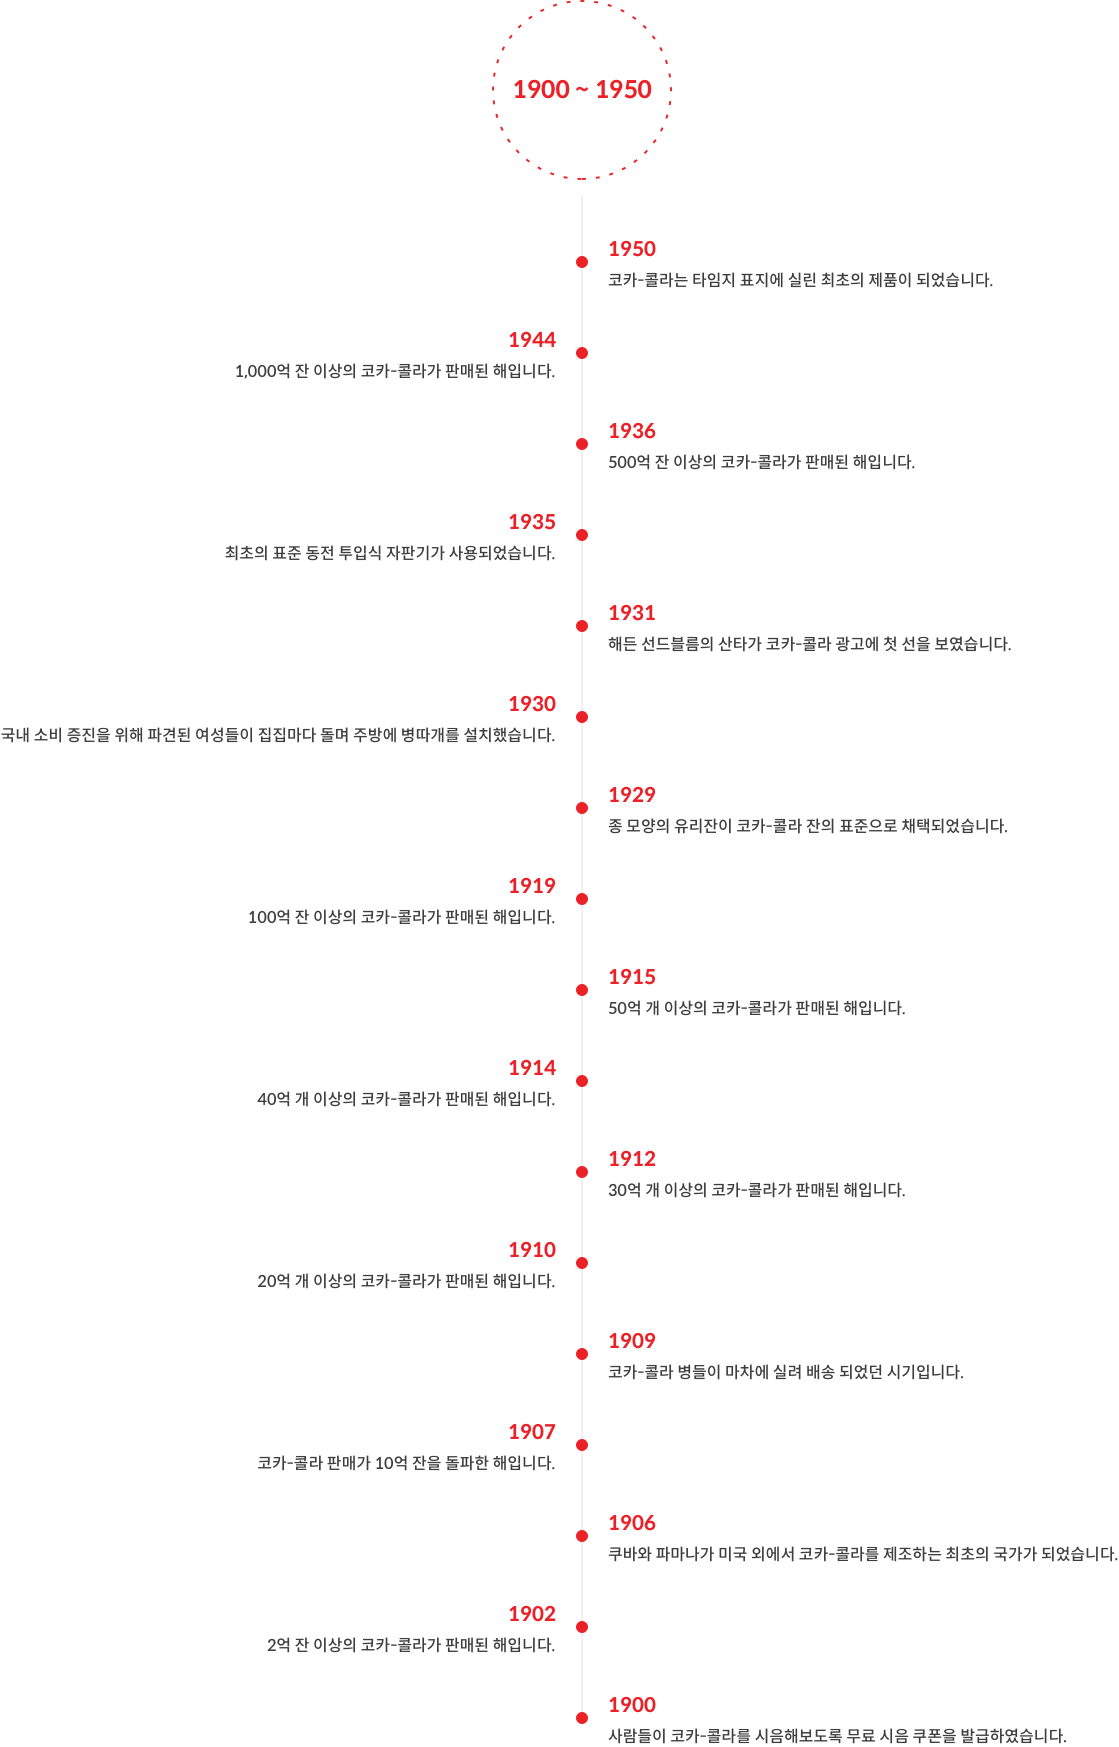 1900 ~ 1950
1950
코카-콜라는 타임지 표지에 실린 최초의 제품이 되었습니다.
1944
1,000억 잔 이상의 코카-콜라가 판매된 해입니다.
1936
500억 잔 이상의 코카-콜라가 판매된 해입니다.
1935
최초의 표준 동전 투입식 자판기가 사용되었습니다.
1931
해든 선드블름의 산타가 코카-콜라 광고에 첫 선을 보였습니다.
1930
국내 소비 증진을 위해 파견된 여성들이 집집마다 돌며 주방에 병따개를 설치했습니다.
1929
종 모양의 유리잔이 코카-콜라 잔의 표준으로 채택되었습니다.
1919
100억 잔 이상의 코카-콜라가 판매된 해입니다.
1915
50억 개 이상의 코카-콜라가 판매된 해입니다.
1914
40억 개 이상의 코카-콜라가 판매된 해입니다.
1912
30억 개 이상의 코카-콜라가 판매된 해입니다.
1910
20억 개 이상의 코카-콜라가 판매된 해입니다.
1909
코카-콜라 병들이 마차에 실려 배송 되었던 시기입니다.
1907
코카-콜라 판매가 10억 잔을 돌파한 해입니다.
1906
쿠바와 파마나가 미국 외에서 코카-콜라를 제조하는 최초의 국가가 되었습니다.
1902
2억 잔 이상의 코카-콜라가 판매된 해입니다.
1900
사람들이 코카-콜라를 시음해보도록 무료 시음 쿠폰을 발급하였습니다.